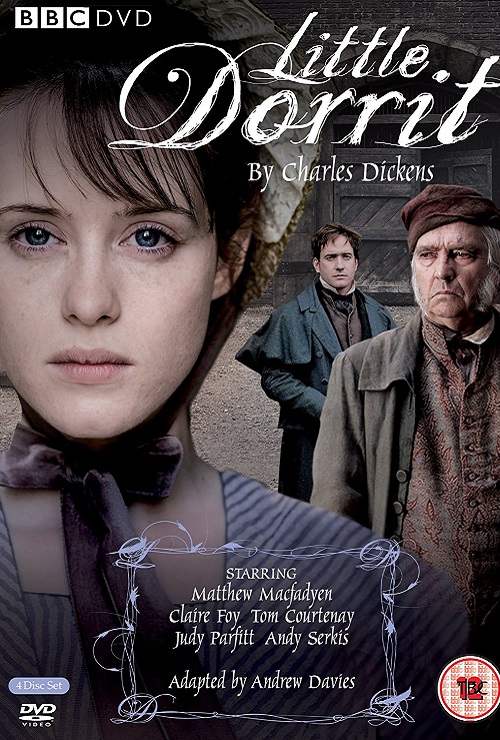 BBC DVD
Little
Dorrit
By Charles Dickens
STARRING
Matthew Macfadyen
Claire Foy Tom Courtenay
Judy Parfitt Andy Serkis
Adapted by Andrew Davies
4 Disc Set
DVD
VIDEO